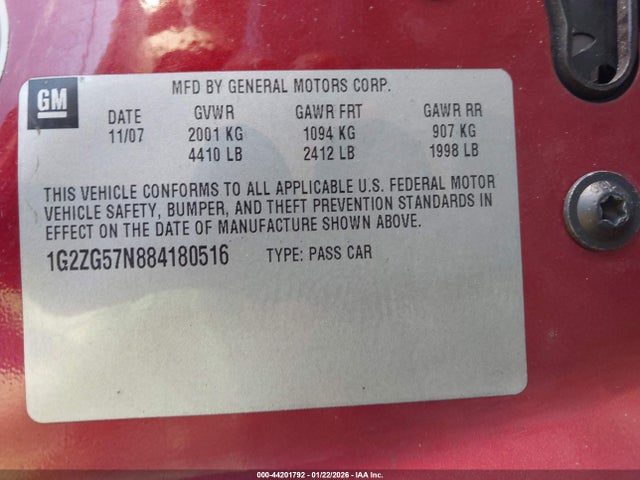 GM
MFD BY GENERAL MOTORS CORP.
DATE GVWR GAWR FRT GAWR RR
11/07 2001 KG 1094 KG 907 KG
4410 LB 2412 LB 1998 LB
THIS VEHICLE CONFORMS TO ALL APPLICABLE U.S. FEDERAL MOTOR
VEHICLE SAFETY, BUMPER, AND THEFT PREVENTION STANDARDS IN
EFFECT ON THE DATE OF MANUFACTURE SHOWN ABOVE.
1G2ZG57N884180516 TYPE: PASS CAR
000-44201792 - 01/22/2026 - IAA Inc.